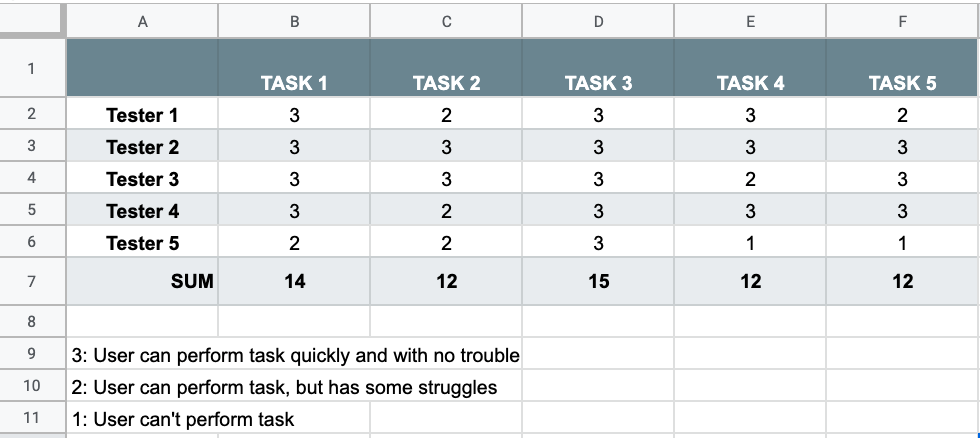 A B C D E F
1 TASK 1 TASK 2 TASK 3 TASK 4 TASK 5
2 Tester 1 3 2 3 3 2
3 Tester 2 3 3 3 3 3
4 Tester 3 3 3 3 2 3
5 Tester 4 3 2 3 3 3
6 Tester 5 2 2 3 1 1
7 SUM 14 12 15 12 12
8
9 3: User can perform task quickly and with no trouble
10 2: User can perform task, but has some struggles
11 1: User can't perform task